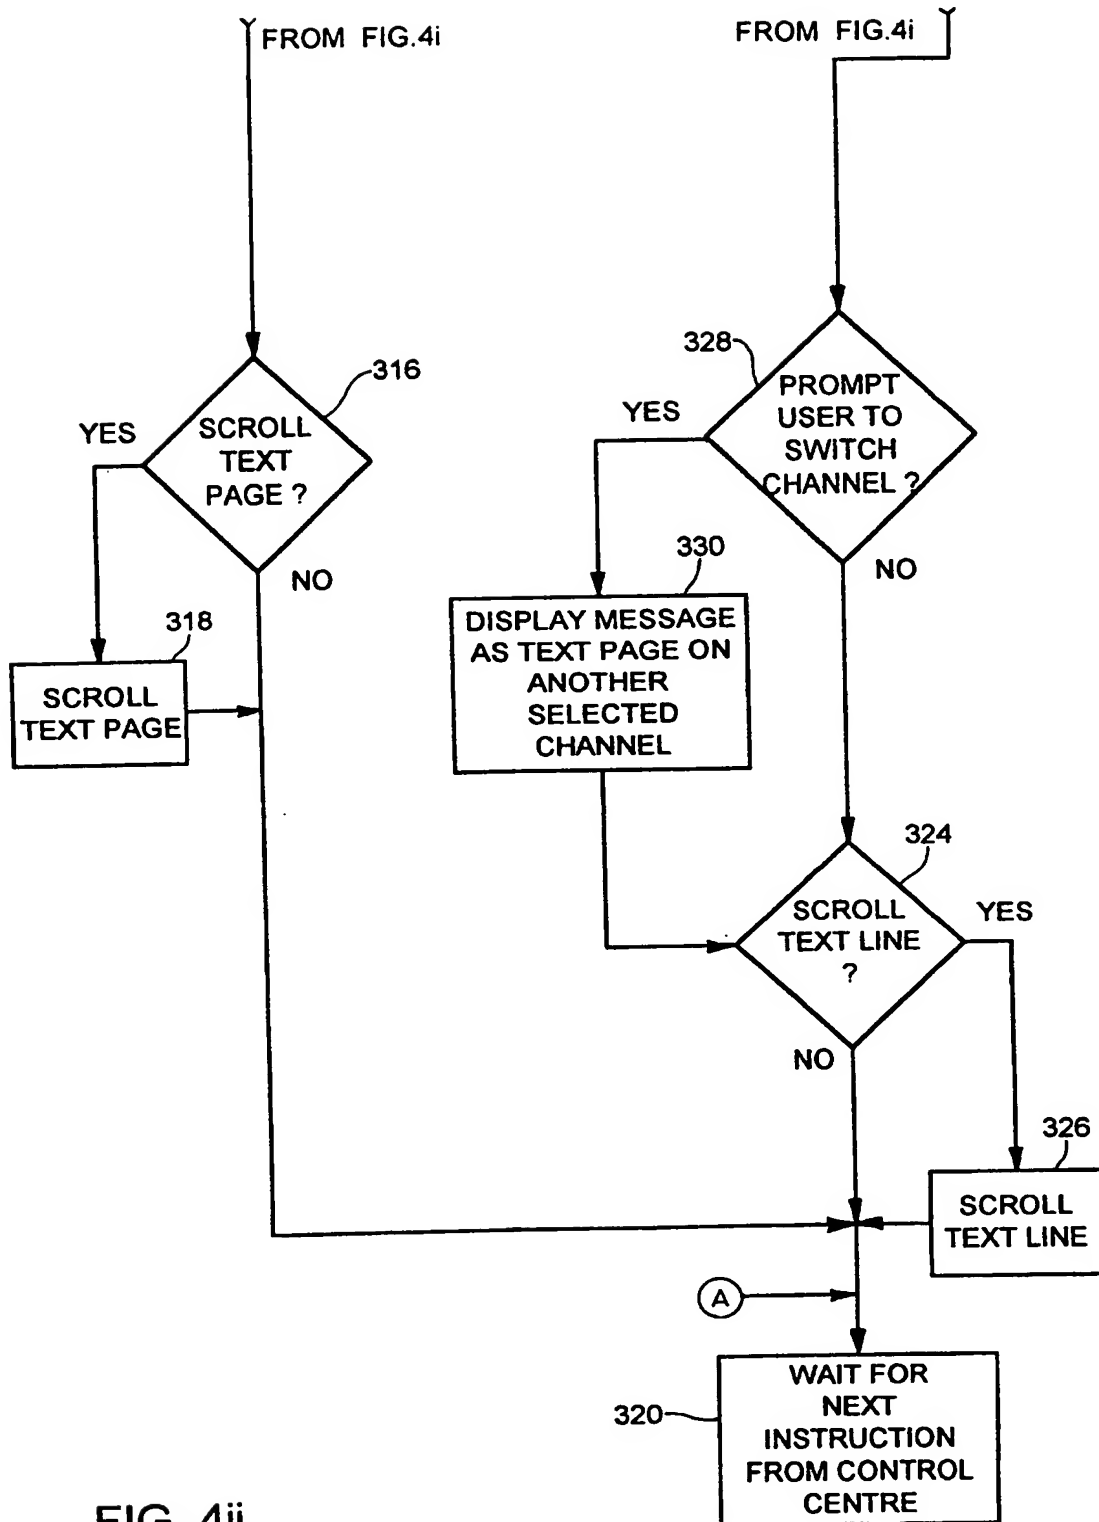 FROM FIG.4i
FROM FIG.4i
316
SCROLL
TEXT
PAGE ?
YES
NO
318
SCROLL
TEXT PAGE
328
PROMPT
USER TO
SWITCH
CHANNEL ?
YES
NO
330
DISPLAY MESSAGE
AS TEXT PAGE ON
ANOTHER
SELECTED
CHANNEL
324
SCROLL
TEXT LINE
?
YES
NO
326
SCROLL
TEXT LINE
A
320
WAIT FOR
NEXT
INSTRUCTION
FROM CONTROL
CENTRE
FIG. 4ii